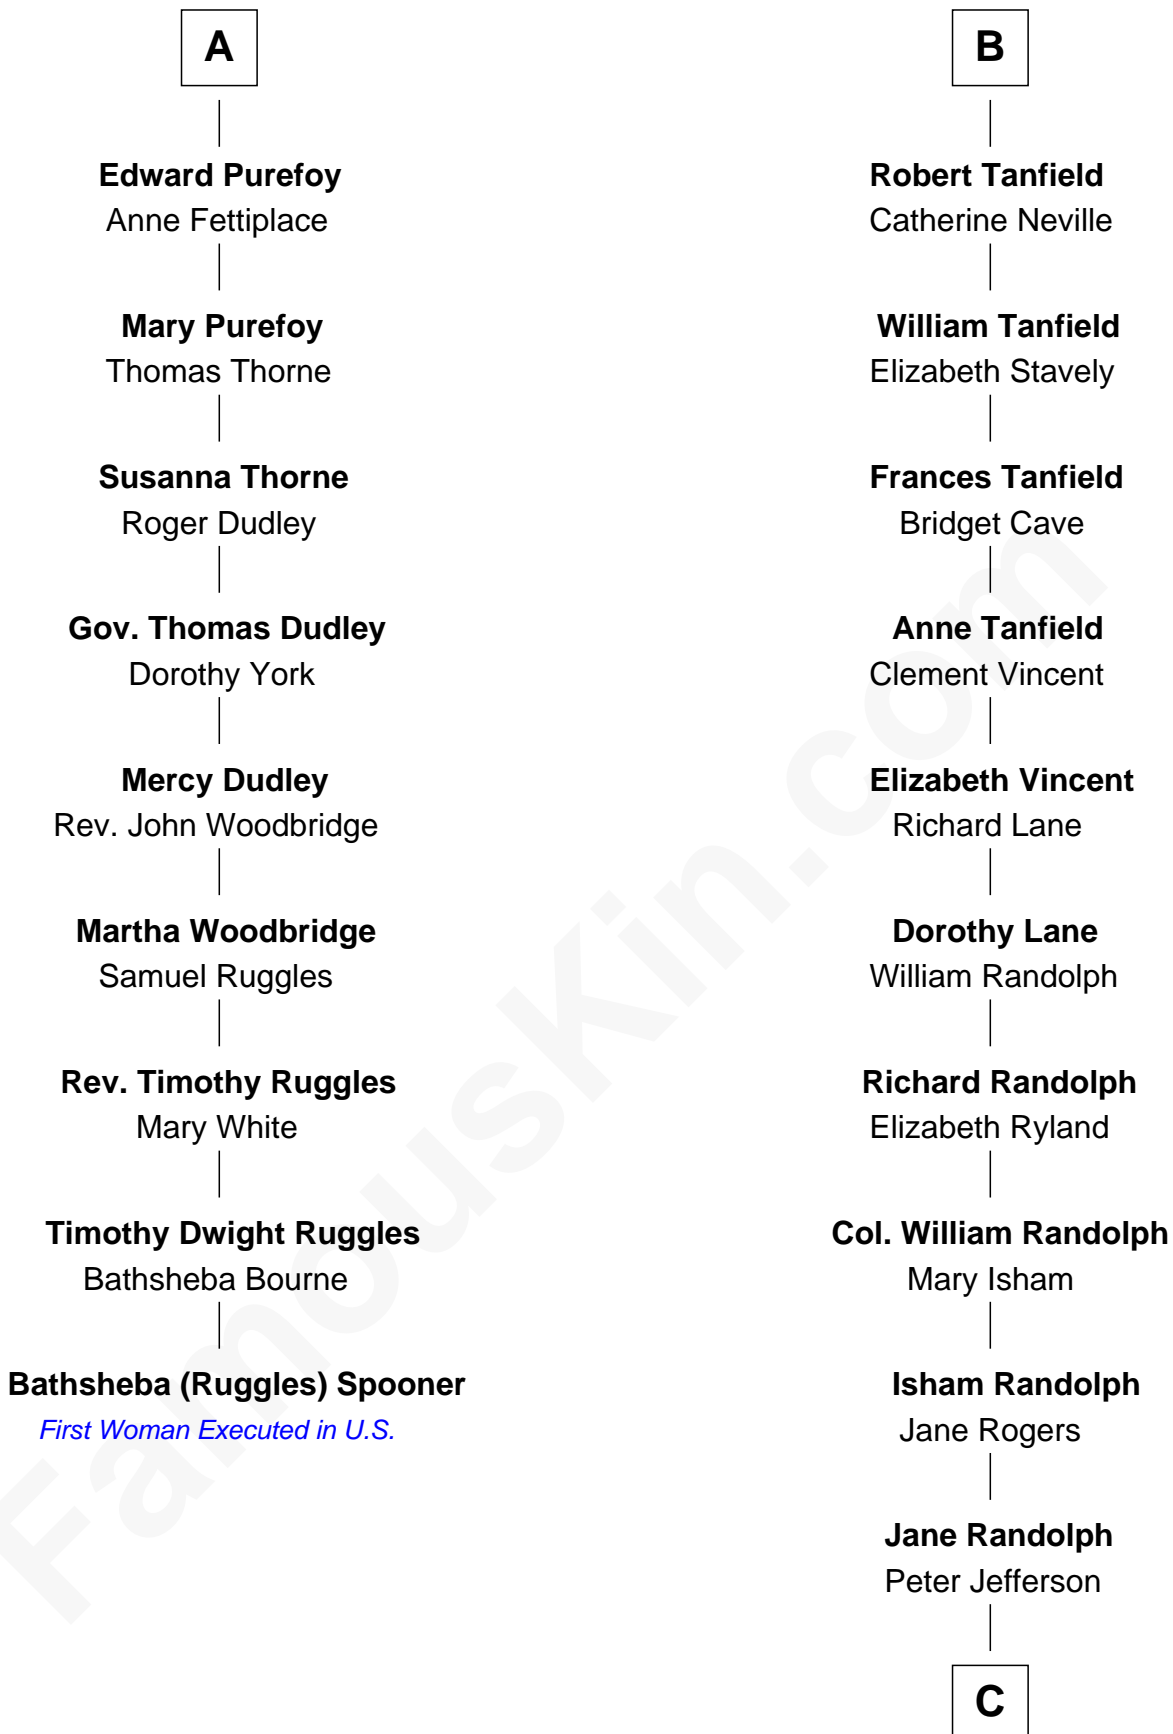 A
Edward Purefoy
Anne Fettiplace
Mary Purefoy
Thomas Thorne
Susanna Thorne
Roger Dudley
Gov. Thomas Dudley
Dorothy York
Mercy Dudley
Rev. John Woodbridge
Martha Woodbridge
Samuel Ruggles
Rev. Timothy Ruggles
Mary White
Timothy Dwight Ruggles
Bathsheba Bourne
Bathsheba (Ruggles) Spooner
First Woman Executed in U.S.
B
Robert Tanfield
Catherine Neville
William Tanfield
Elizabeth Stavely
Frances Tanfield
Bridget Cave
Anne Tanfield
Clement Vincent
Elizabeth Vincent
Richard Lane
Dorothy Lane
William Randolph
Richard Randolph
Elizabeth Ryland
Col. William Randolph
Mary Isham
Isham Randolph
Jane Rogers
Jane Randolph
Peter Jefferson
C
FamousKin.com